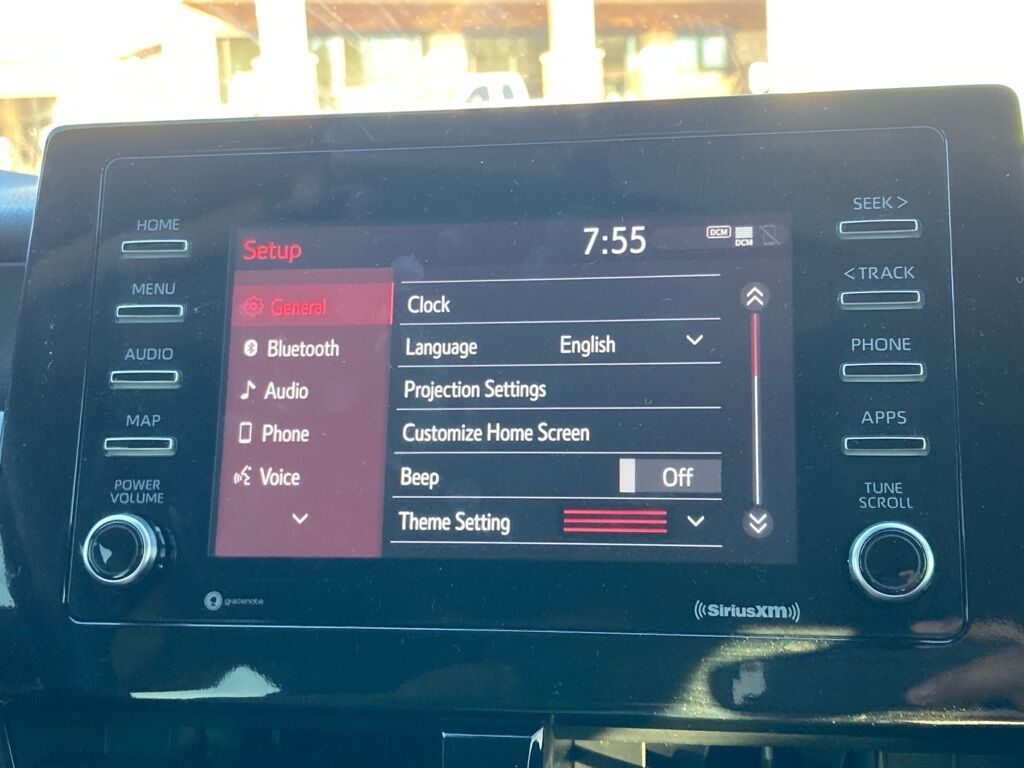 HOME
MENU
AUDIO
MAP
POWER
VOLUME
Setup
7:55
DCM
DCM
General
Bluetooth
Audio
Phone
Voice
Clock
Language English
Projection Settings
Customize Home Screen
Beep Off
Theme Setting
SEEK >
< TRACK
PHONE
APPS
TUNE
SCROLL
gracenote
((SiriusXM))